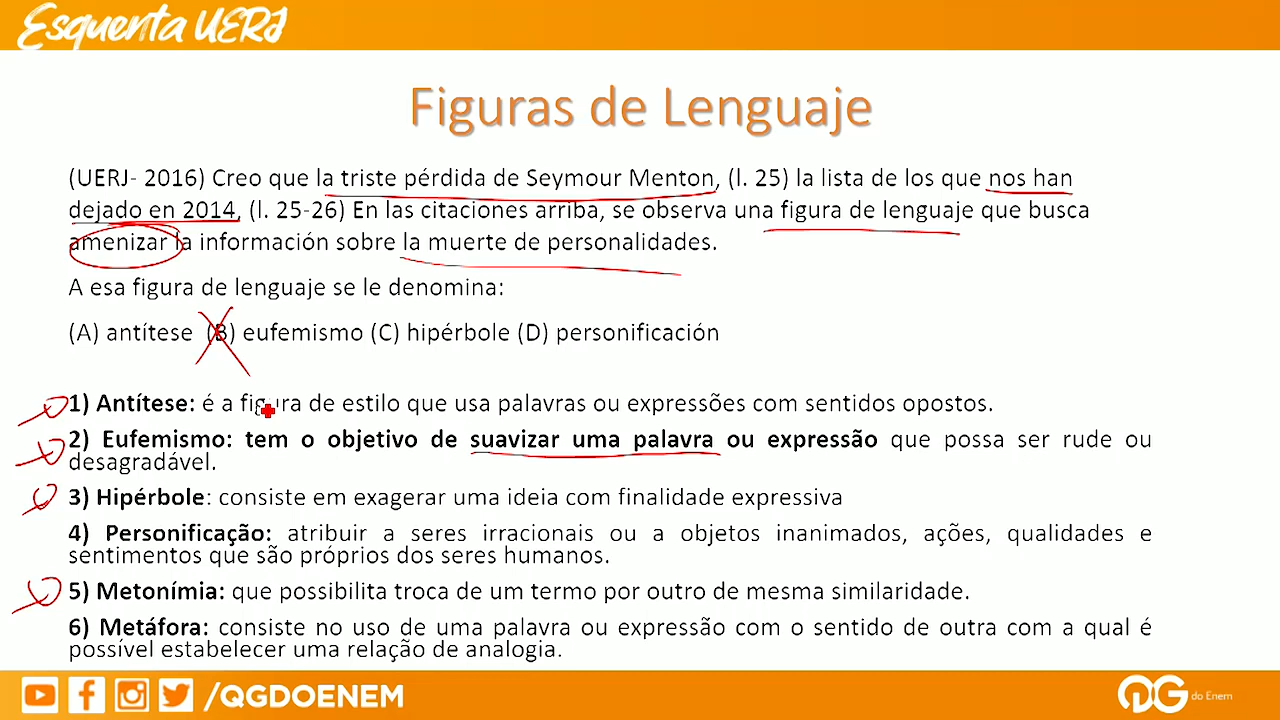 Esquenta UERJ
Figuras de Lenguaje
(UERJ- 2016) Creo que la triste pérdida de Seymour Menton, (l. 25) la lista de los que nos han
dejado en 2014, (l. 25-26) En las citaciones arriba, se observa una figura de lenguaje que busca
amenizar la información sobre la muerte de personalidades.
A esa figura de lenguaje se le denomina:
(A) antítese (B) eufemismo (C) hipérbole (D) personificación
1) Antítese: é a figura de estilo que usa palavras ou expressões com sentidos opostos.
2) Eufemismo: tem o objetivo de suavizar uma palavra ou expressão que possa ser rude ou
desagradável.
3) Hipérbole: consiste em exagerar uma ideia com finalidade expressiva
4) Personificação: atribuir a seres irracionais ou a objetos inanimados, ações, qualidades e
sentimentos que são próprios dos seres humanos.
5) Metonímia: que possibilita troca de um termo por outro de mesma similaridade.
6) Metáfora: consiste no uso de uma palavra ou expressão com o sentido de outra com a qual é
possível estabelecer uma relação de analogia.
/QGDOENEM
QG do Enem